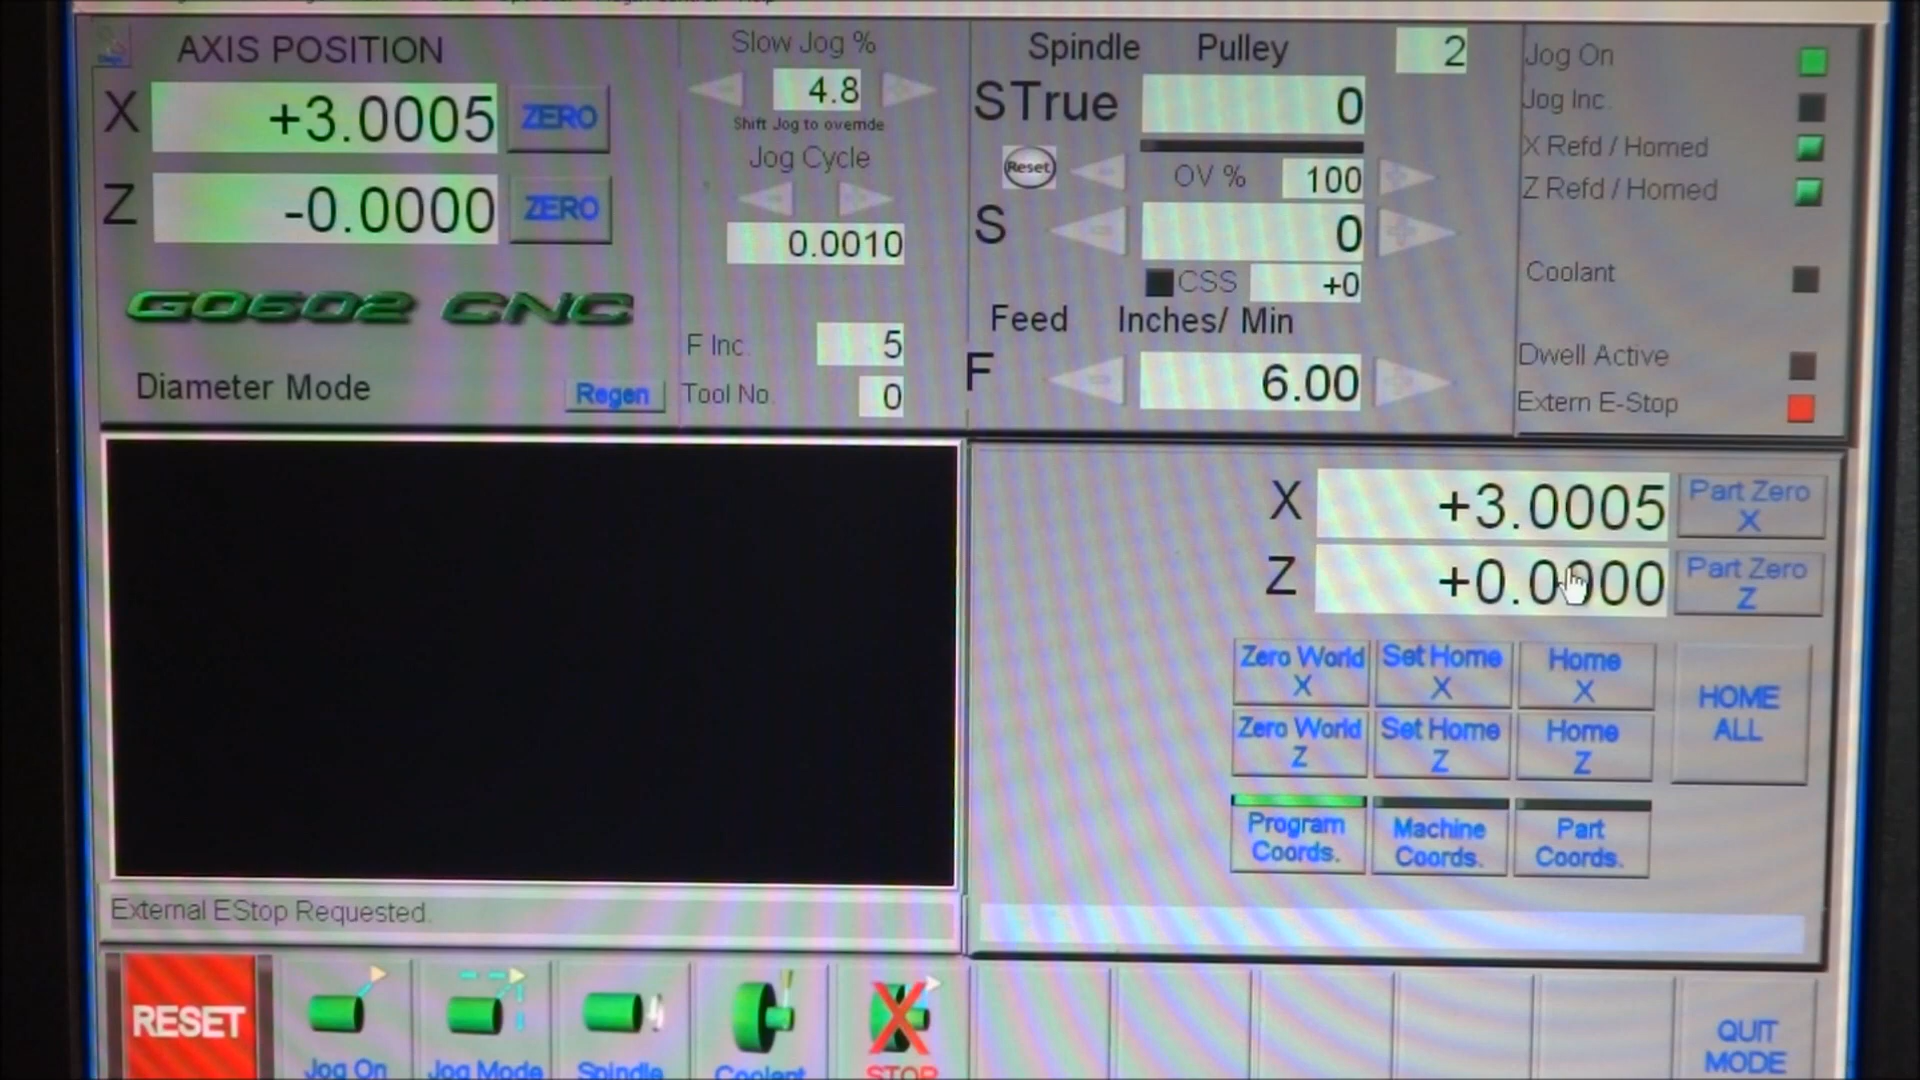 AXIS POSITION
X +3.0005 ZERO
Z -0.0000 ZERO
G0602 CNC
Diameter Mode Regen
Slow Jog %
4.8
Shift Jog to override
Jog Cycle
0.0010
F Inc. 5
Tool No. 0
Spindle Pulley 2
STrue 0
Reset OV % 100
S 0
CSS +0
Feed Inches/ Min
F 6.00
Jog On
Jog Inc.
X Refd / Homed
Z Refd / Homed
Coolant
Dwell Active
Extern E-Stop
X +3.0005 Part Zero X
Z +0.0000 Part Zero Z
Zero World X Set Home X Home X
Zero World Z Set Home Z Home Z
HOME ALL
Program Coords. Machine Coords. Part Coords.
External EStop Requested.
RESET
Jog On
Jog Mode
Spindle
Coolant
STOP
QUIT MODE